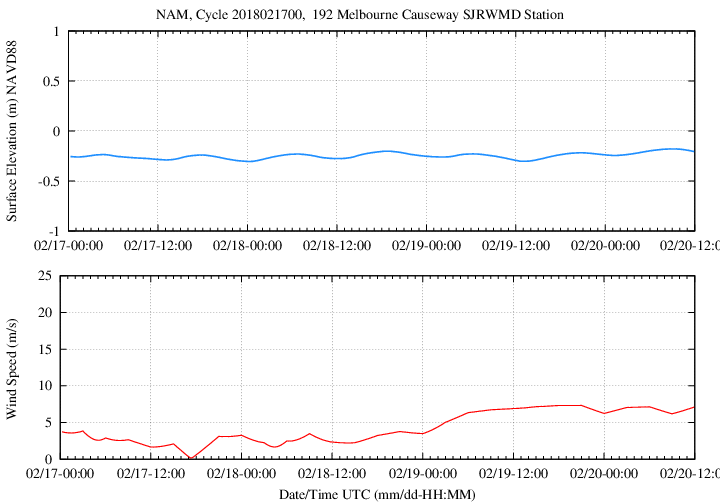 NAM, Cycle 2018021700,  192 Melbourne Causeway SJRWMD Station
Surface Elevation (m) NAVD88
1
0.5
0
-0.5
-1
02/17-00:00 02/17-12:00 02/18-00:00 02/18-12:00 02/19-00:00 02/19-12:00 02/20-00:00 02/20-12:0
Wind Speed (m/s)
25
20
15
10
5
0
02/17-00:00 02/17-12:00 02/18-00:00 02/18-12:00 02/19-00:00 02/19-12:00 02/20-00:00 02/20-12:0
Date/Time UTC (mm/dd-HH:MM)